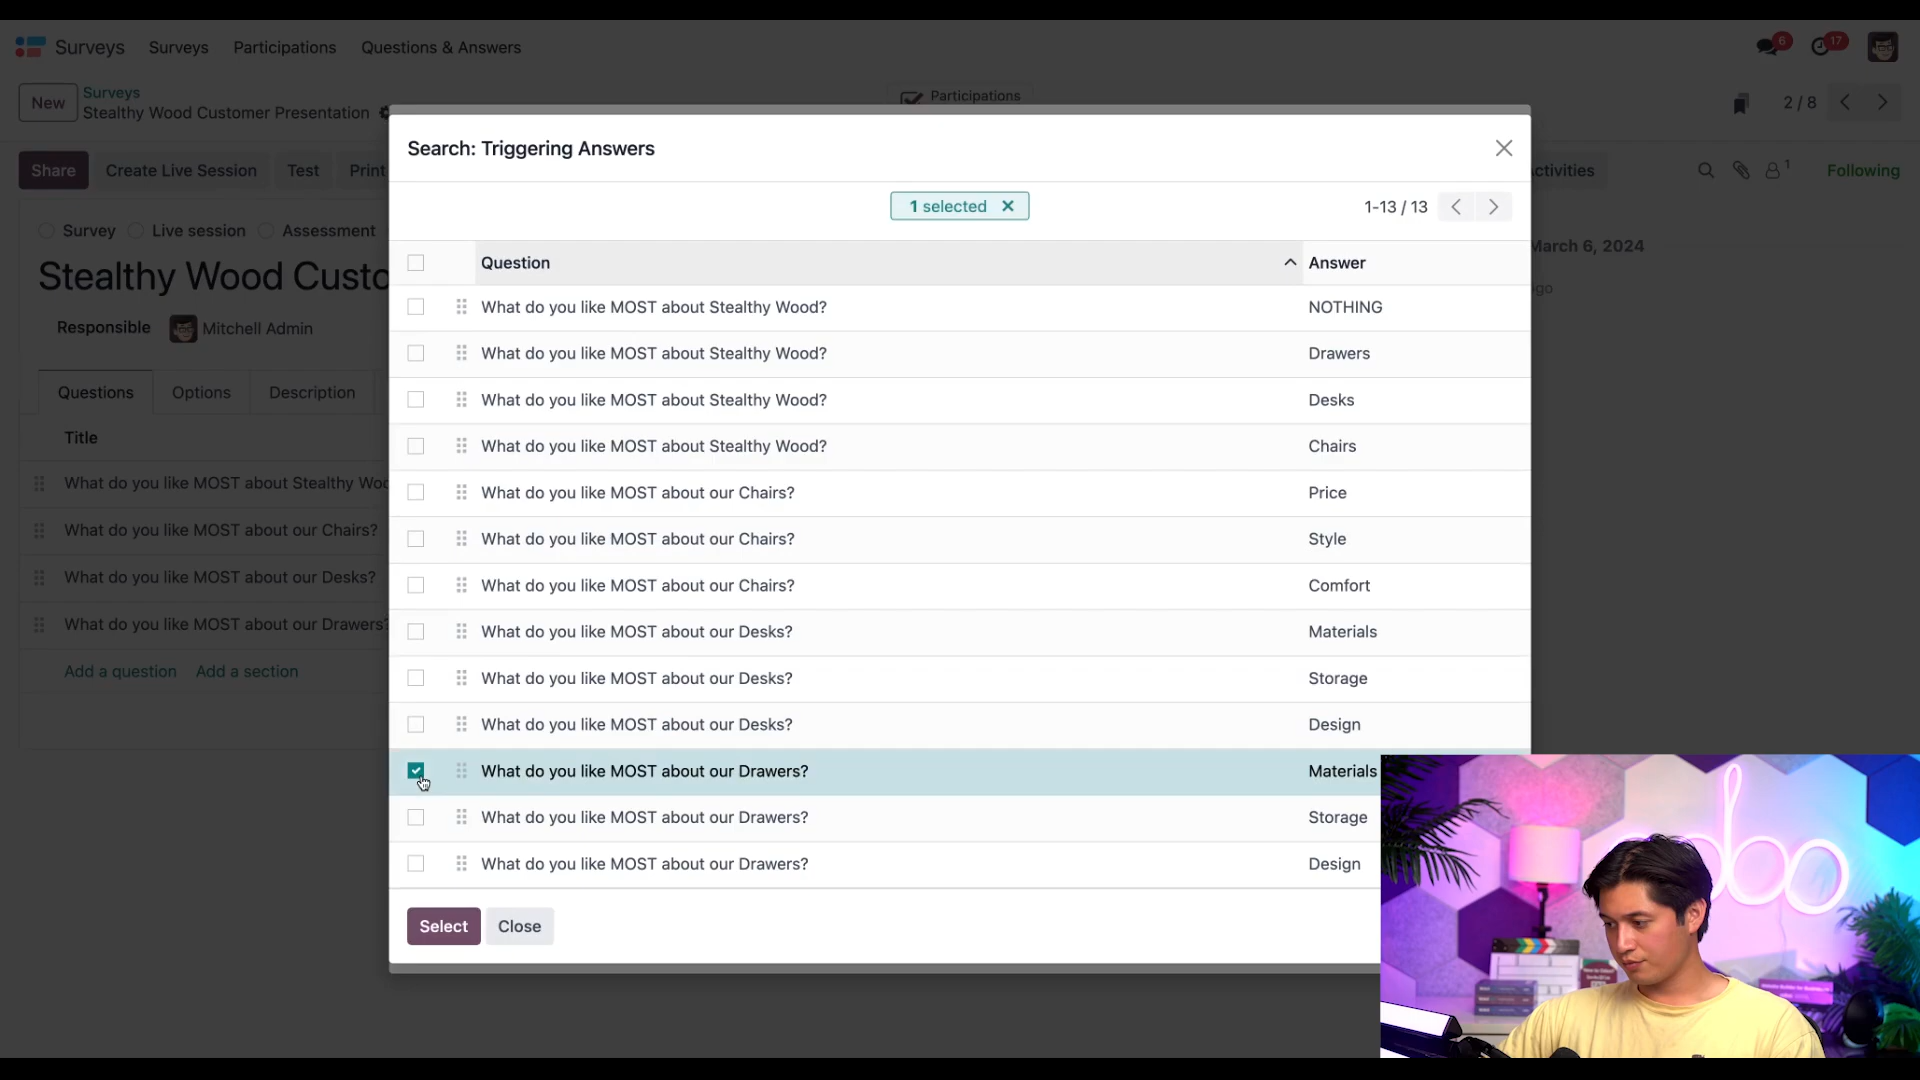 Surveys Surveys Participations Questions & Answers 6 17
New Surveys Participations 2 / 8
Stealthy Wood Customer Presentation
Search: Triggering Answers
Share Create Live Session Test Print ctivities 1 Following
1 selected 1-13 / 13
Survey Live session Assessment
March 6, 2024
Question Answer
Stealthy Wood Custo
ago
What do you like MOST about Stealthy Wood? NOTHING
Responsible Mitchell Admin
What do you like MOST about Stealthy Wood? Drawers
Questions Options Description
What do you like MOST about Stealthy Wood? Desks
Title
What do you like MOST about Stealthy Wood? Chairs
What do you like MOST about Stealthy Woo
What do you like MOST about our Chairs? Price
What do you like MOST about our Chairs?
What do you like MOST about our Chairs? Style
What do you like MOST about our Desks?
What do you like MOST about our Chairs? Comfort
What do you like MOST about our Drawers?
What do you like MOST about our Desks? Materials
Add a question Add a section
What do you like MOST about our Desks? Storage
What do you like MOST about our Desks? Design
What do you like MOST about our Drawers? Materials
What do you like MOST about our Drawers? Storage
What do you like MOST about our Drawers? Design
Select Close